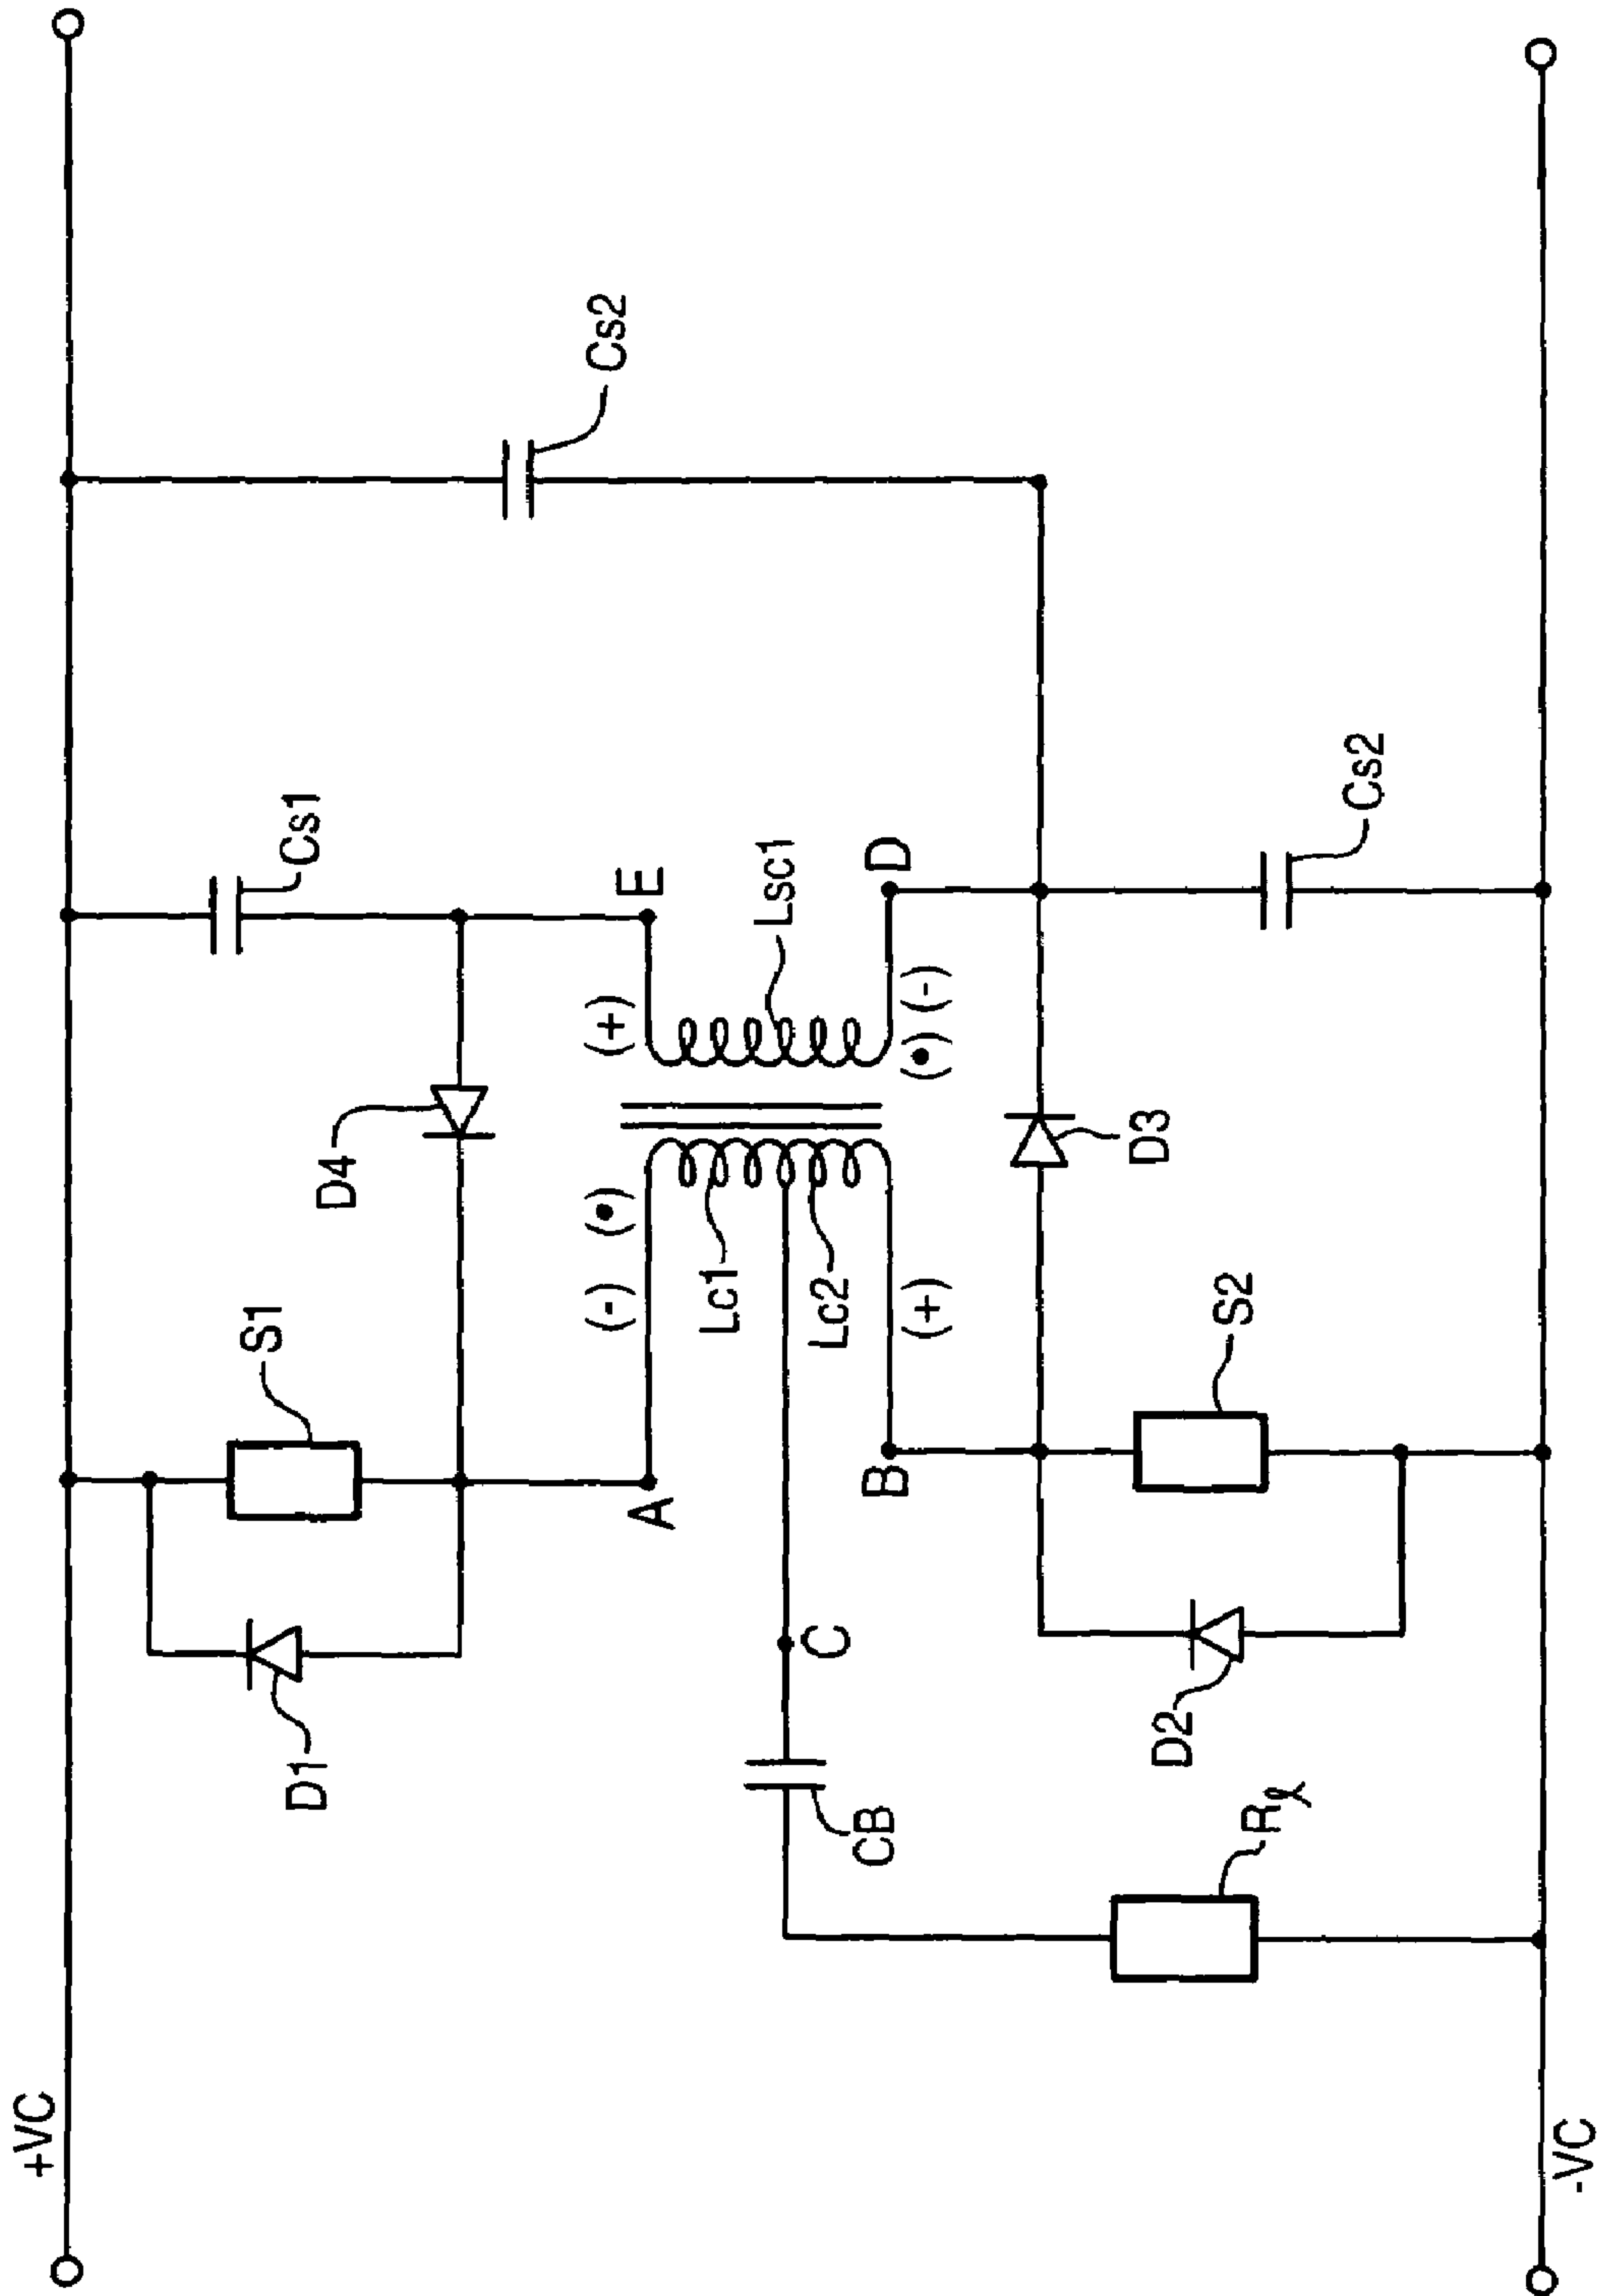 +VC
Cs1
Cs2
D4
S1
D1
E
(+)
Lsc1
D
(•) (-)
(-) (•)
Lc1
Lc2
(+)
A
B
C
D3
Cs2
S2
D2
CB
Rℓ
-VC